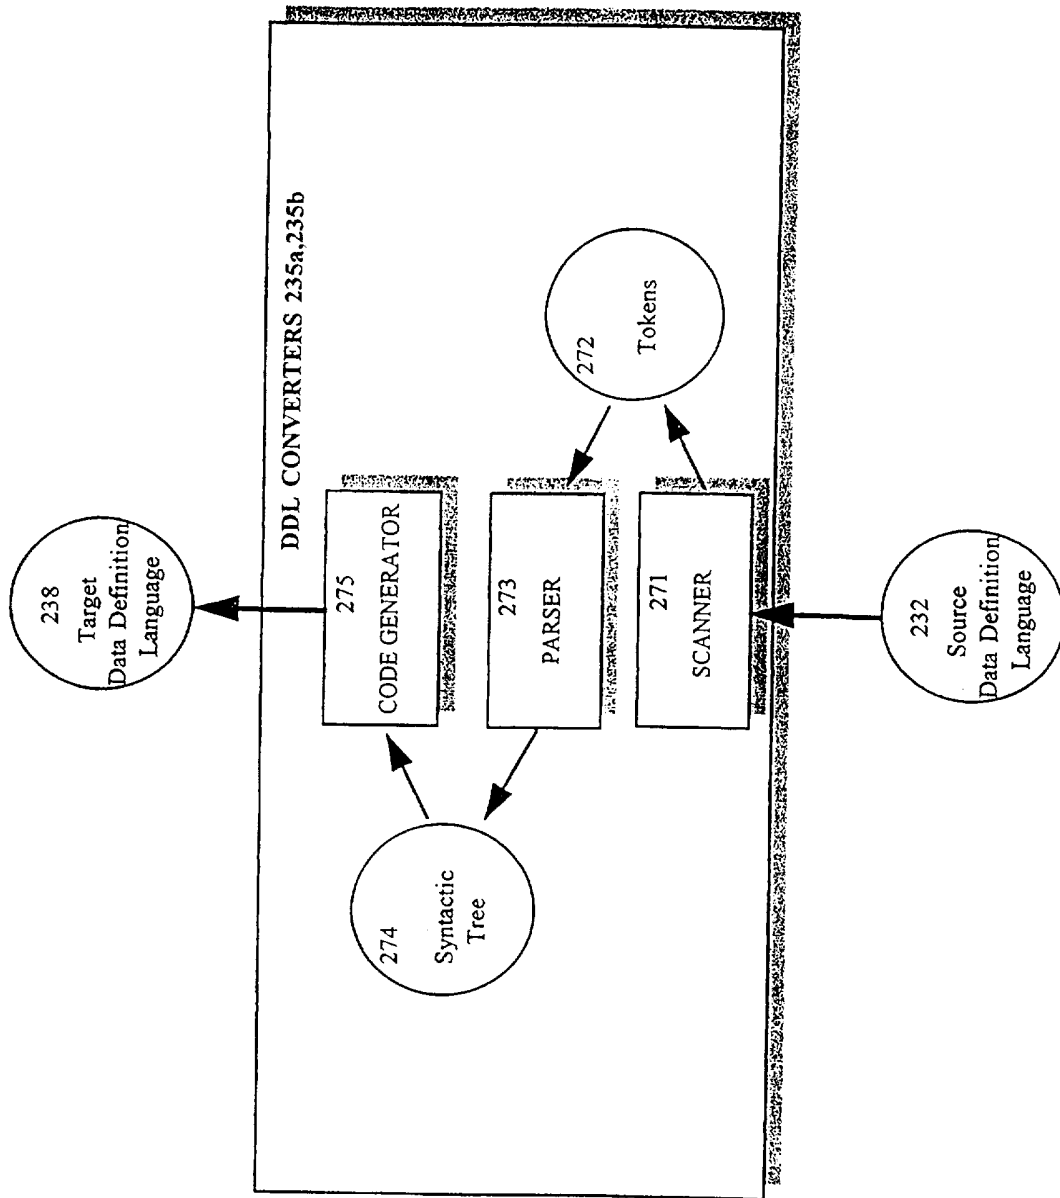 DDL CONVERTERS 235a,235b
238
Target
Data Definition
Language
275
CODE GENERATOR
274
Syntactic
Tree
273
PARSER
272
Tokens
271
SCANNER
232
Source
Data Definition
Language